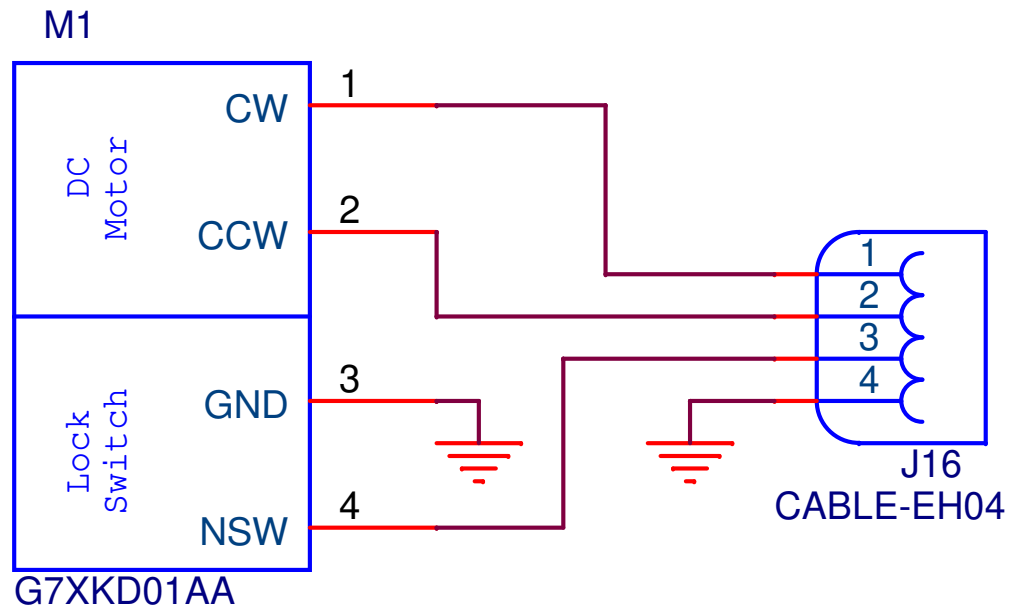 M1
1
CW
DC
Motor
2
CCW
1
2
3
4
3
GND
Lock
Switch
4
NSW
J16
CABLE-EH04
G7XKD01AA